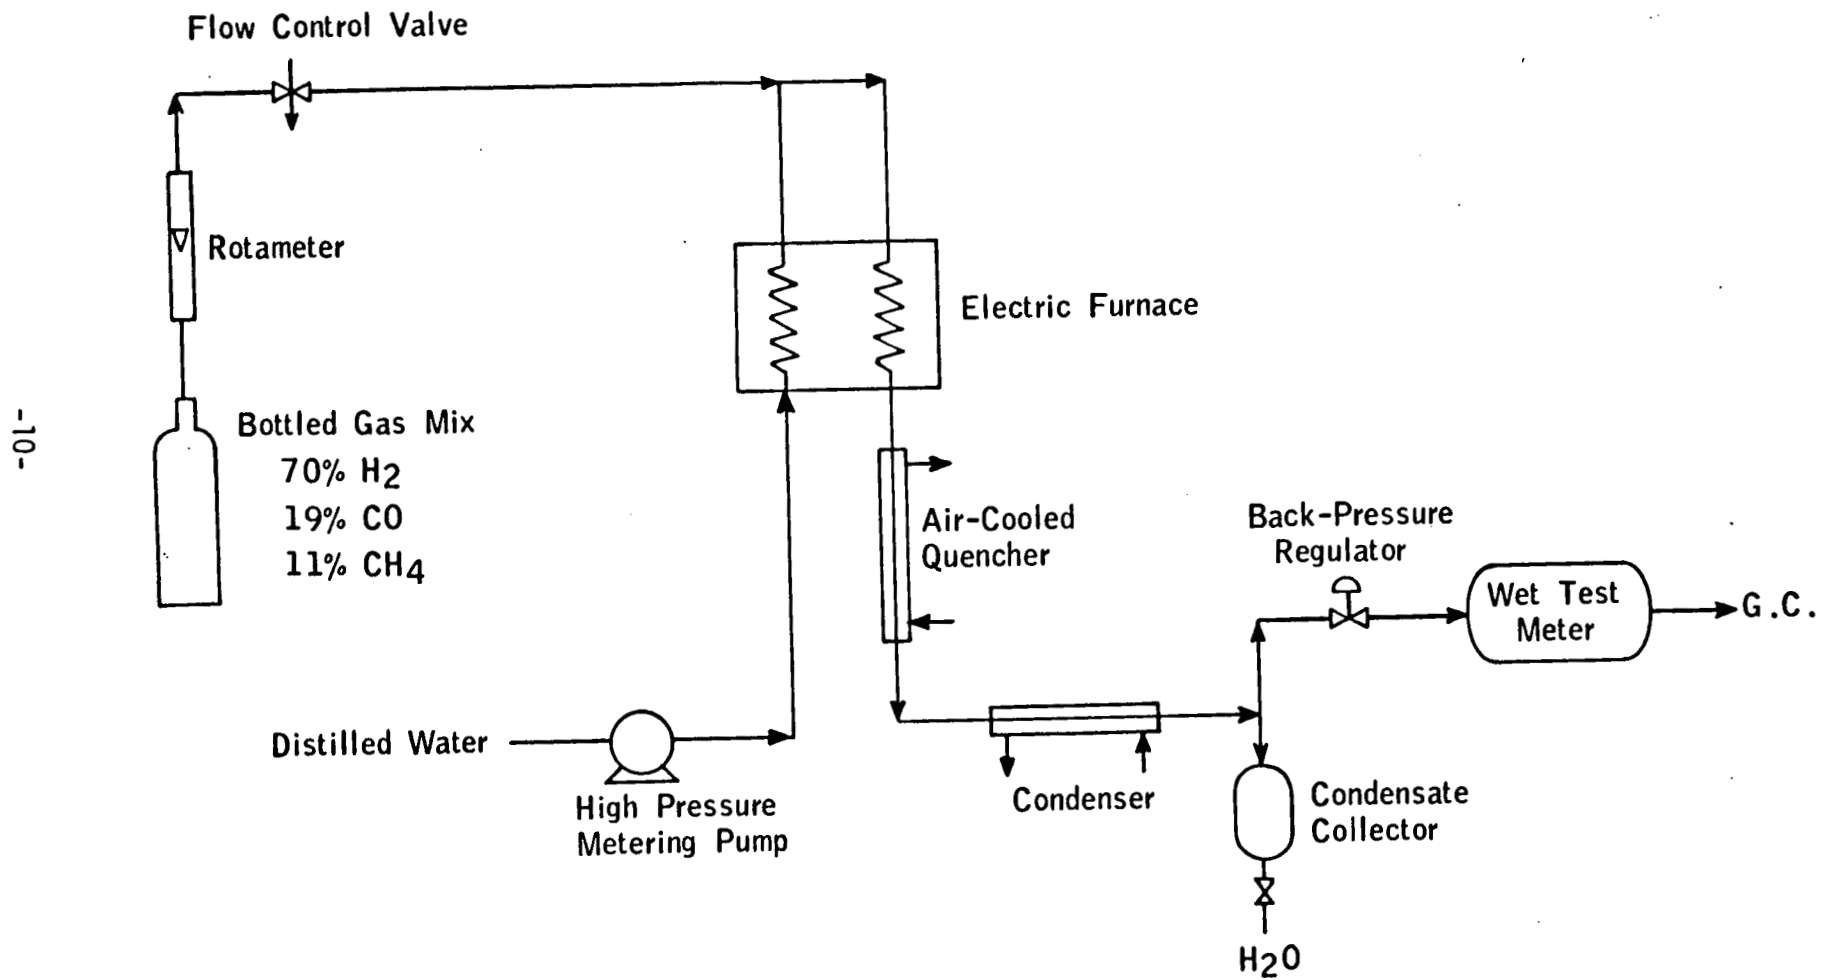 Flow Control Valve
Rotameter
Electric Furnace
-10-
Bottled Gas Mix
70% H2
19% CO
11% CH4
Air-Cooled
Quencher
Back-Pressure
Regulator
Wet Test
Meter
G.C.
Distilled Water
High Pressure
Metering Pump
Condenser
Condensate
Collector
H2O